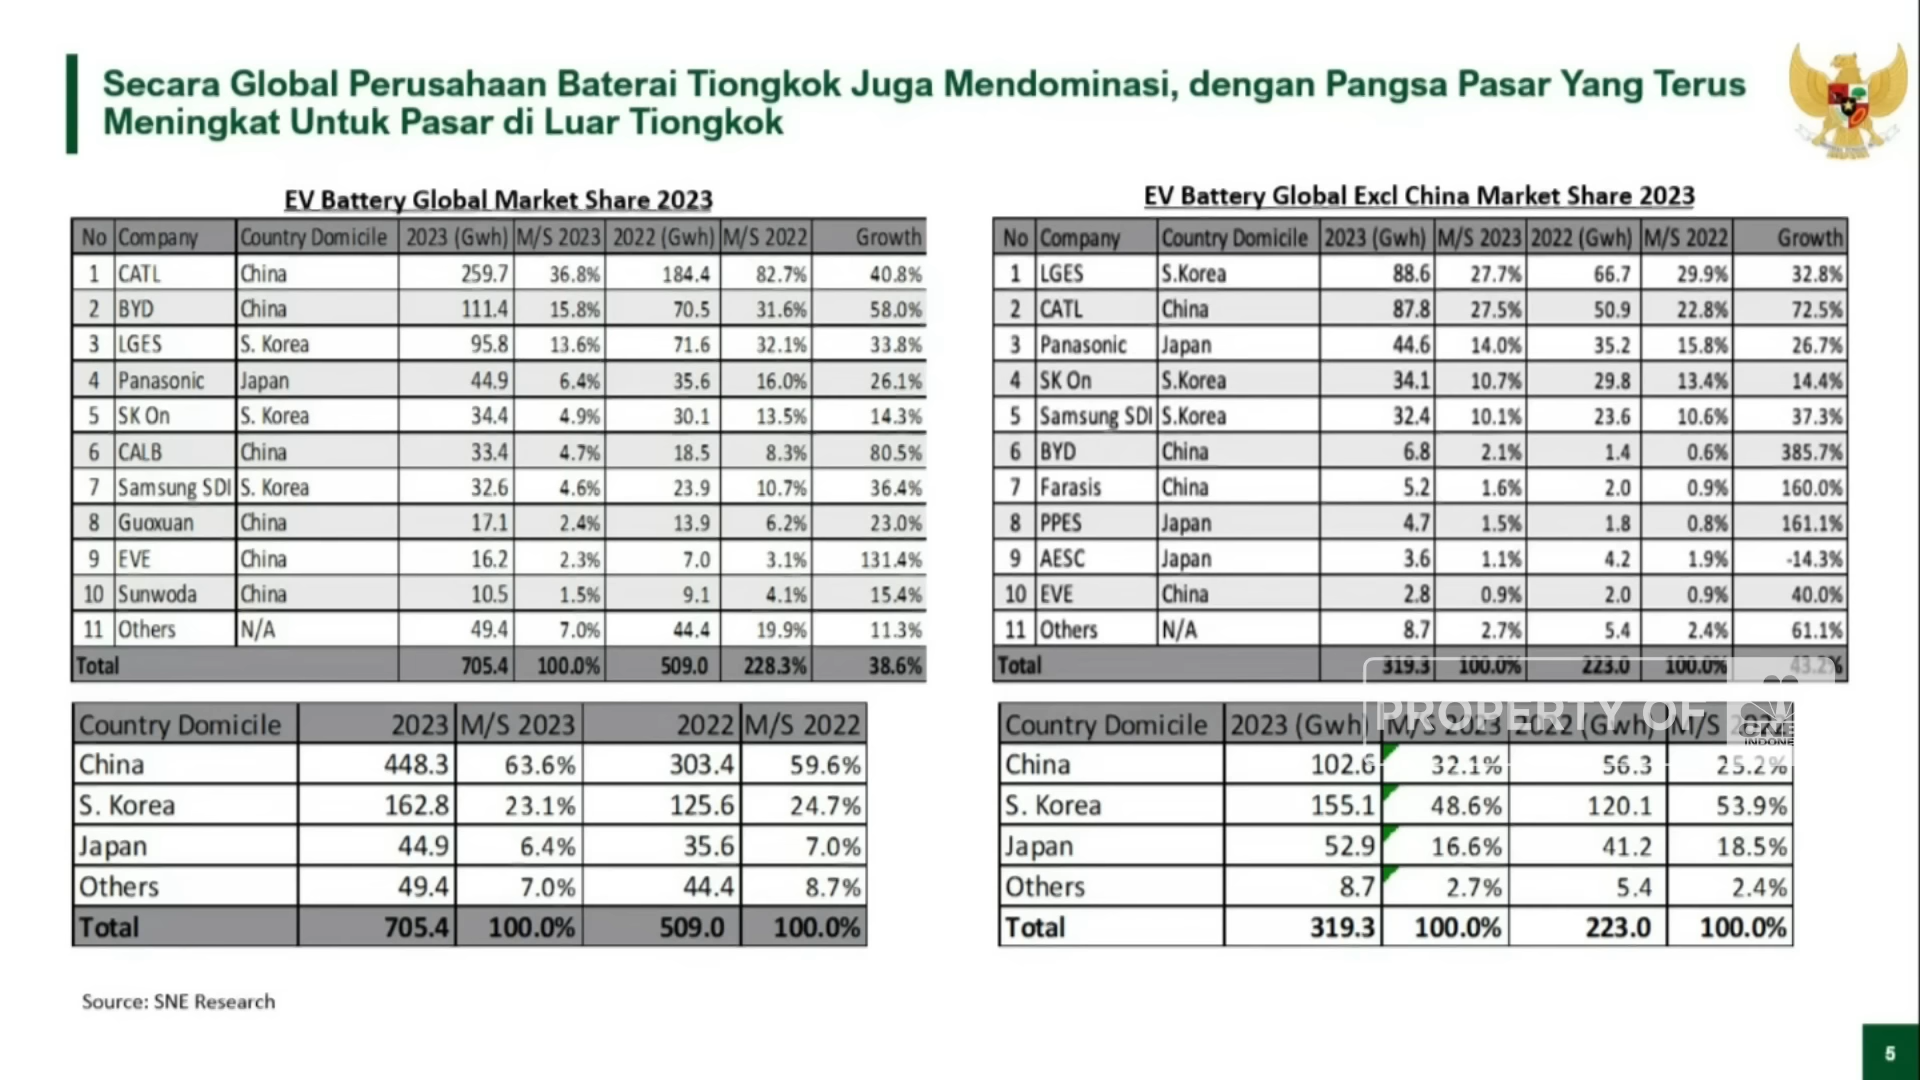 Secara Global Perusahaan Baterai Tiongkok Juga Mendominasi, dengan Pangsa Pasar Yang Terus
Meningkat Untuk Pasar di Luar Tiongkok
EV Battery Global Market Share 2023
No Company Country Domicile 2023 (Gwh) M/S 2023 2022 (Gwh) M/S 2022 Growth
1 CATL China 259.7 36.8% 184.4 82.7% 40.8%
2 BYD China 111.4 15.8% 70.5 31.6% 58.0%
3 LGES S. Korea 95.8 13.6% 71.6 32.1% 33.8%
4 Panasonic Japan 44.9 6.4% 35.6 16.0% 26.1%
5 SK On S. Korea 34.4 4.9% 30.1 13.5% 14.3%
6 CALB China 33.4 4.7% 18.5 8.3% 80.5%
7 Samsung SDI S. Korea 32.6 4.6% 23.9 10.7% 36.4%
8 Guoxuan China 17.1 2.4% 13.9 6.2% 23.0%
9 EVE China 16.2 2.3% 7.0 3.1% 131.4%
10 Sunwoda China 10.5 1.5% 9.1 4.1% 15.4%
11 Others N/A 49.4 7.0% 44.4 19.9% 11.3%
Total 705.4 100.0% 509.0 228.3% 38.6%
Country Domicile 2023 M/S 2023 2022 M/S 2022
China 448.3 63.6% 303.4 59.6%
S. Korea 162.8 23.1% 125.6 24.7%
Japan 44.9 6.4% 35.6 7.0%
Others 49.4 7.0% 44.4 8.7%
Total 705.4 100.0% 509.0 100.0%
EV Battery Global Excl China Market Share 2023
No Company Country Domicile 2023 (Gwh) M/S 2023 2022 (Gwh) M/S 2022 Growth
1 LGES S.Korea 88.6 27.7% 66.7 29.9% 32.8%
2 CATL China 87.8 27.5% 50.9 22.8% 72.5%
3 Panasonic Japan 44.6 14.0% 35.2 15.8% 26.7%
4 SK On S.Korea 34.1 10.7% 29.8 13.4% 14.4%
5 Samsung SDI S.Korea 32.4 10.1% 23.6 10.6% 37.3%
6 BYD China 6.8 2.1% 1.4 0.6% 385.7%
7 Farasis China 5.2 1.6% 2.0 0.9% 160.0%
8 PPES Japan 4.7 1.5% 1.8 0.8% 161.1%
9 AESC Japan 3.6 1.1% 4.2 1.9% -14.3%
10 EVE China 2.8 0.9% 2.0 0.9% 40.0%
11 Others N/A 8.7 2.7% 5.4 2.4% 61.1%
Total 319.3 100.0% 223.0 100.0% 43.2%
PROPERTY OF
Country Domicile 2023 (Gwh) M/S 2023 2022 (Gwh) M/S
China 102.6 32.1% 56.3 25.2%
S. Korea 155.1 48.6% 120.1 53.9%
Japan 52.9 16.6% 41.2 18.5%
Others 8.7 2.7% 5.4 2.4%
Total 319.3 100.0% 223.0 100.0%
Source: SNE Research
5